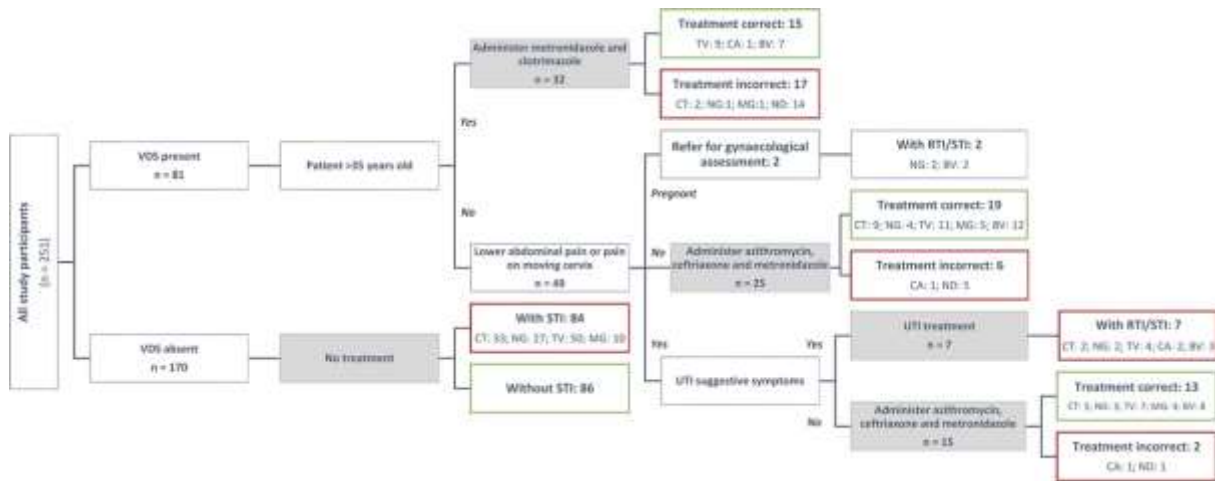 All study participants
(n = 251)
VDS present
n = 81
VDS absent
n = 170
Patient >35 years old
No treatment
Yes
No
Administer metronidazole and
clotrimazole
n = 32
Treatment correct: 15
TV: 9; CA: 1; BV: 7
Treatment incorrect: 17
CT: 2; NG:1; MG:1; ND: 14
Lower abdominal pain or pain
on moving cervix
n = 49
With STI: 84
CT: 33; NG: 27; TV: 50; MG: 10
Without STI: 86
Pregnant
No
Yes
Refer for gynaecological
assessment: 2
With RTI/STI: 2
NG: 2; BV: 2
Administer azithromycin,
ceftriaxone and metronidazole
n = 25
Treatment correct: 19
CT: 9; NG: 4; TV: 11; MG: 5; BV: 12
Treatment incorrect: 6
CA: 1; ND: 5
UTI suggestive symptoms
Yes
No
UTI treatment
n = 7
With RTI/STI: 7
CT: 2; NG: 2; TV: 4; CA: 2; BV:
Administer azithromycin,
ceftriaxone and metronidazole
n = 15
Treatment correct: 13
CT: NG: TV: 7; MG: BV:
Treatment incorrect: 2
CA: 1; ND: 1